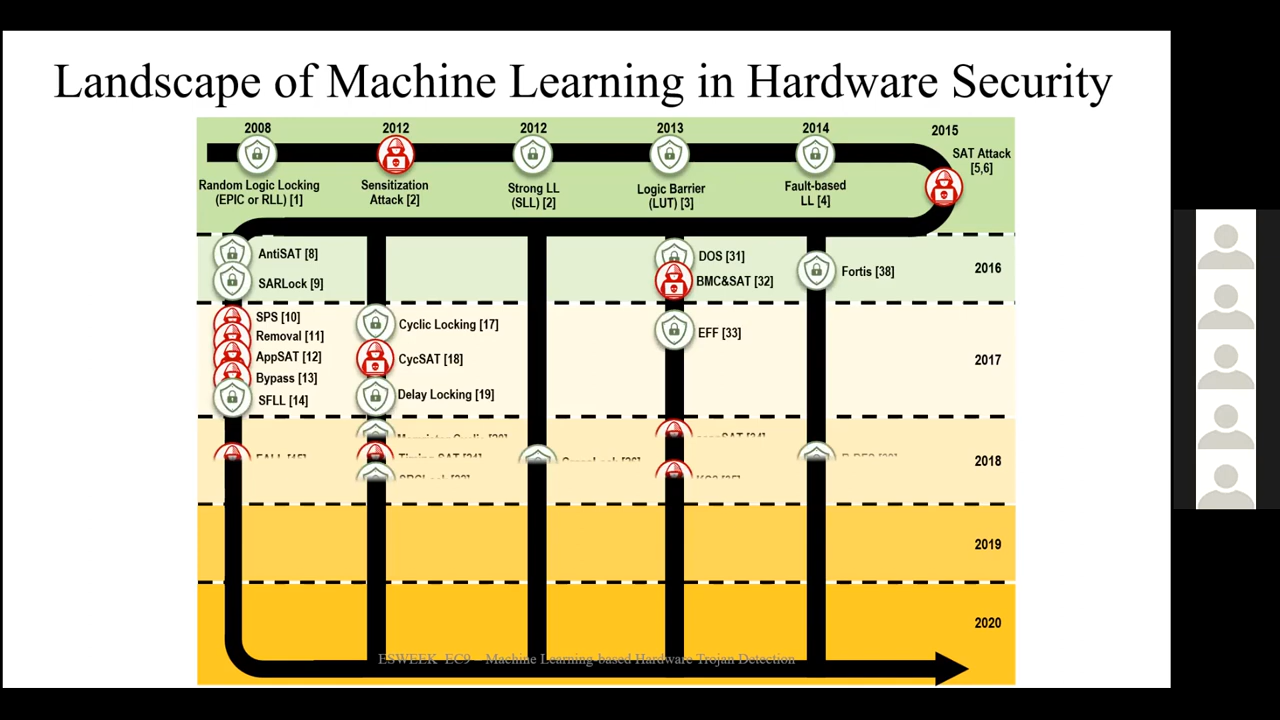 Landscape of Machine Learning in Hardware Security
2008
2012
2012
2013
2014
2015
SAT Attack
[5,6]
Random Logic Locking
(EPIC or RLL) [1]
Sensitization
Attack [2]
Strong LL
(SLL) [2]
Logic Barrier
(LUT) [3]
Fault-based
LL [4]
AntiSAT [8]
SARLock [9]
DOS [31]
BMC&SAT [32]
Fortis [38]
2016
SPS [10]
Removal [11]
AppSAT [12]
Bypass [13]
SFLL [14]
Cyclic Locking [17]
CycSAT [18]
Delay Locking [19]
EFF [33]
2017
2018
2019
2020
ESWEEK EC9 - Machine Learning-based Hardware Trojan Detection